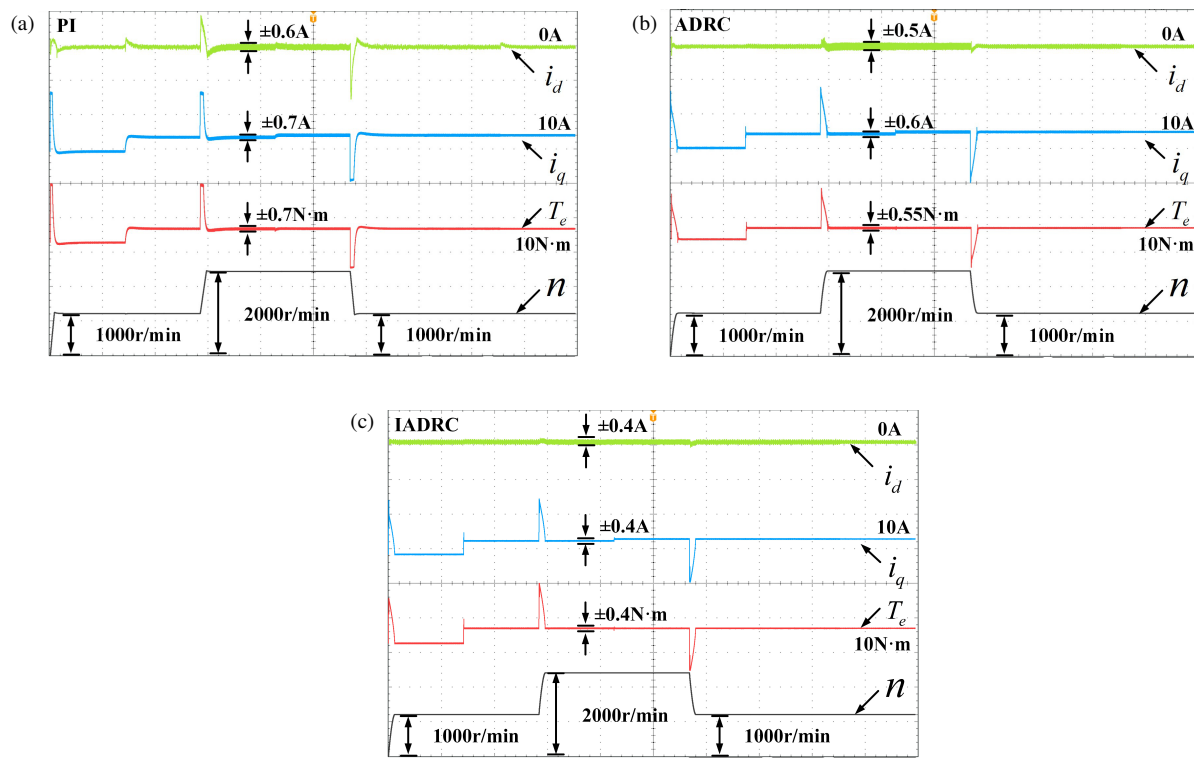 (a)
PI
T
±0.6A
0A
i_d
±0.7A
10A
i_q
±0.7N·m
T_e
10N·m
n
1000r/min
2000r/min
1000r/min
(b)
ADRC
T
±0.5A
0A
i_d
±0.6A
10A
i_q
±0.55N·m
T_e
10N·m
n
1000r/min
2000r/min
1000r/min
(c)
IADRC
T
±0.4A
0A
i_d
±0.4A
10A
i_q
±0.4N·m
T_e
10N·m
n
1000r/min
2000r/min
1000r/min